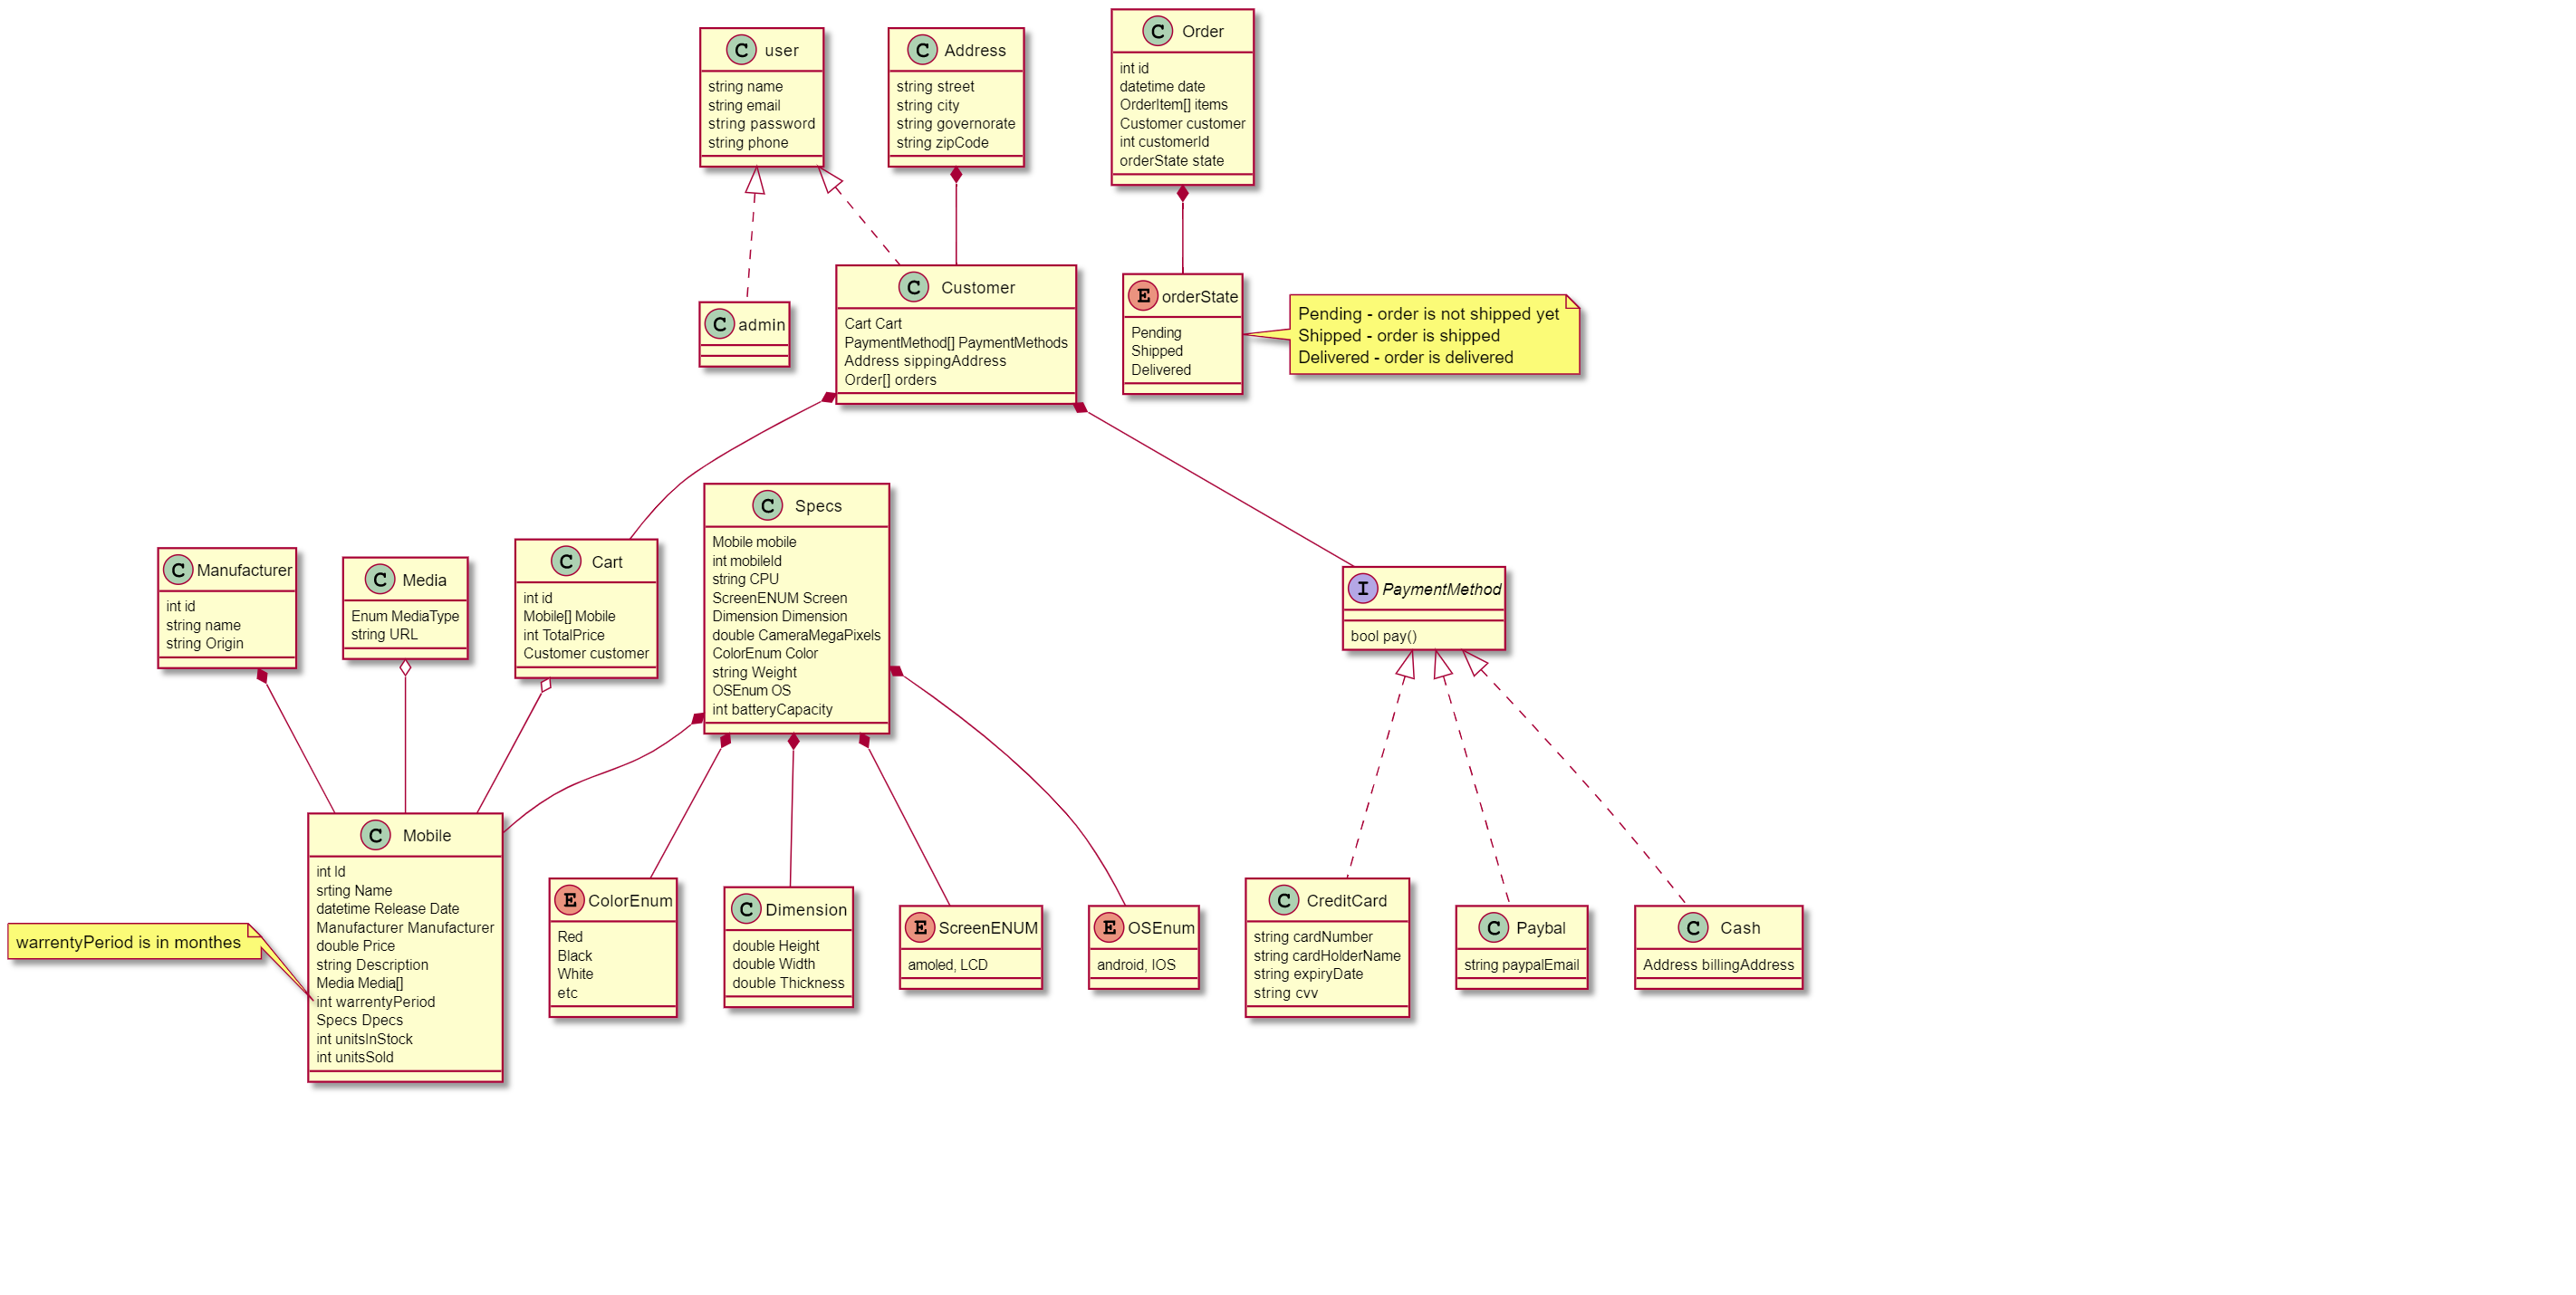 C user
string name
string email
string password
string phone
C Address
string street
string city
string governorate
string zipCode
C Order
int id
datetime date
OrderItem[] items
Customer customer
int customerId
orderState state
C admin
C Customer
Cart Cart
PaymentMethod[] PaymentMethods
Address sippingAddress
Order[] orders
E orderState
Pending
Shipped
Delivered
Pending - order is not shipped yet
Shipped - order is shipped
Delivered - order is delivered
C Manufacturer
int id
string name
string Origin
C Media
Enum MediaType
string URL
C Cart
int id
Mobile[] Mobile
int TotalPrice
Customer customer
C Specs
Mobile mobile
int mobileId
string CPU
ScreenENUM Screen
Dimension Dimension
double CameraMegaPixels
ColorEnum Color
string Weight
OSEnum OS
int batteryCapacity
I PaymentMethod
bool pay()
warrentyPeriod is in monthes
C Mobile
int Id
srting Name
datetime Release Date
Manufacturer Manufacturer
double Price
string Description
Media Media[]
int warrentyPeriod
Specs Dpecs
int unitsInStock
int unitsSold
E ColorEnum
Red
Black
White
etc
C Dimension
double Height
double Width
double Thickness
E ScreenENUM
amoled, LCD
E OSEnum
android, IOS
C CreditCard
string cardNumber
string cardHolderName
string expiryDate
string cvv
C Paybal
string paypalEmail
C Cash
Address billingAddress